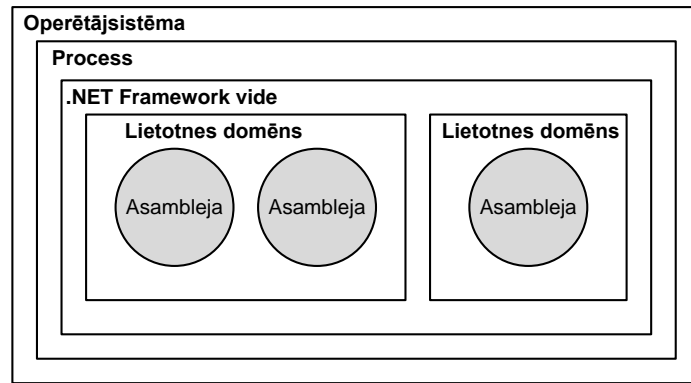 Operētājsistēma
Process
.NET Framework vide
Lietotnes domēns
Lietotnes domēns
Asambleja
Asambleja
Asambleja